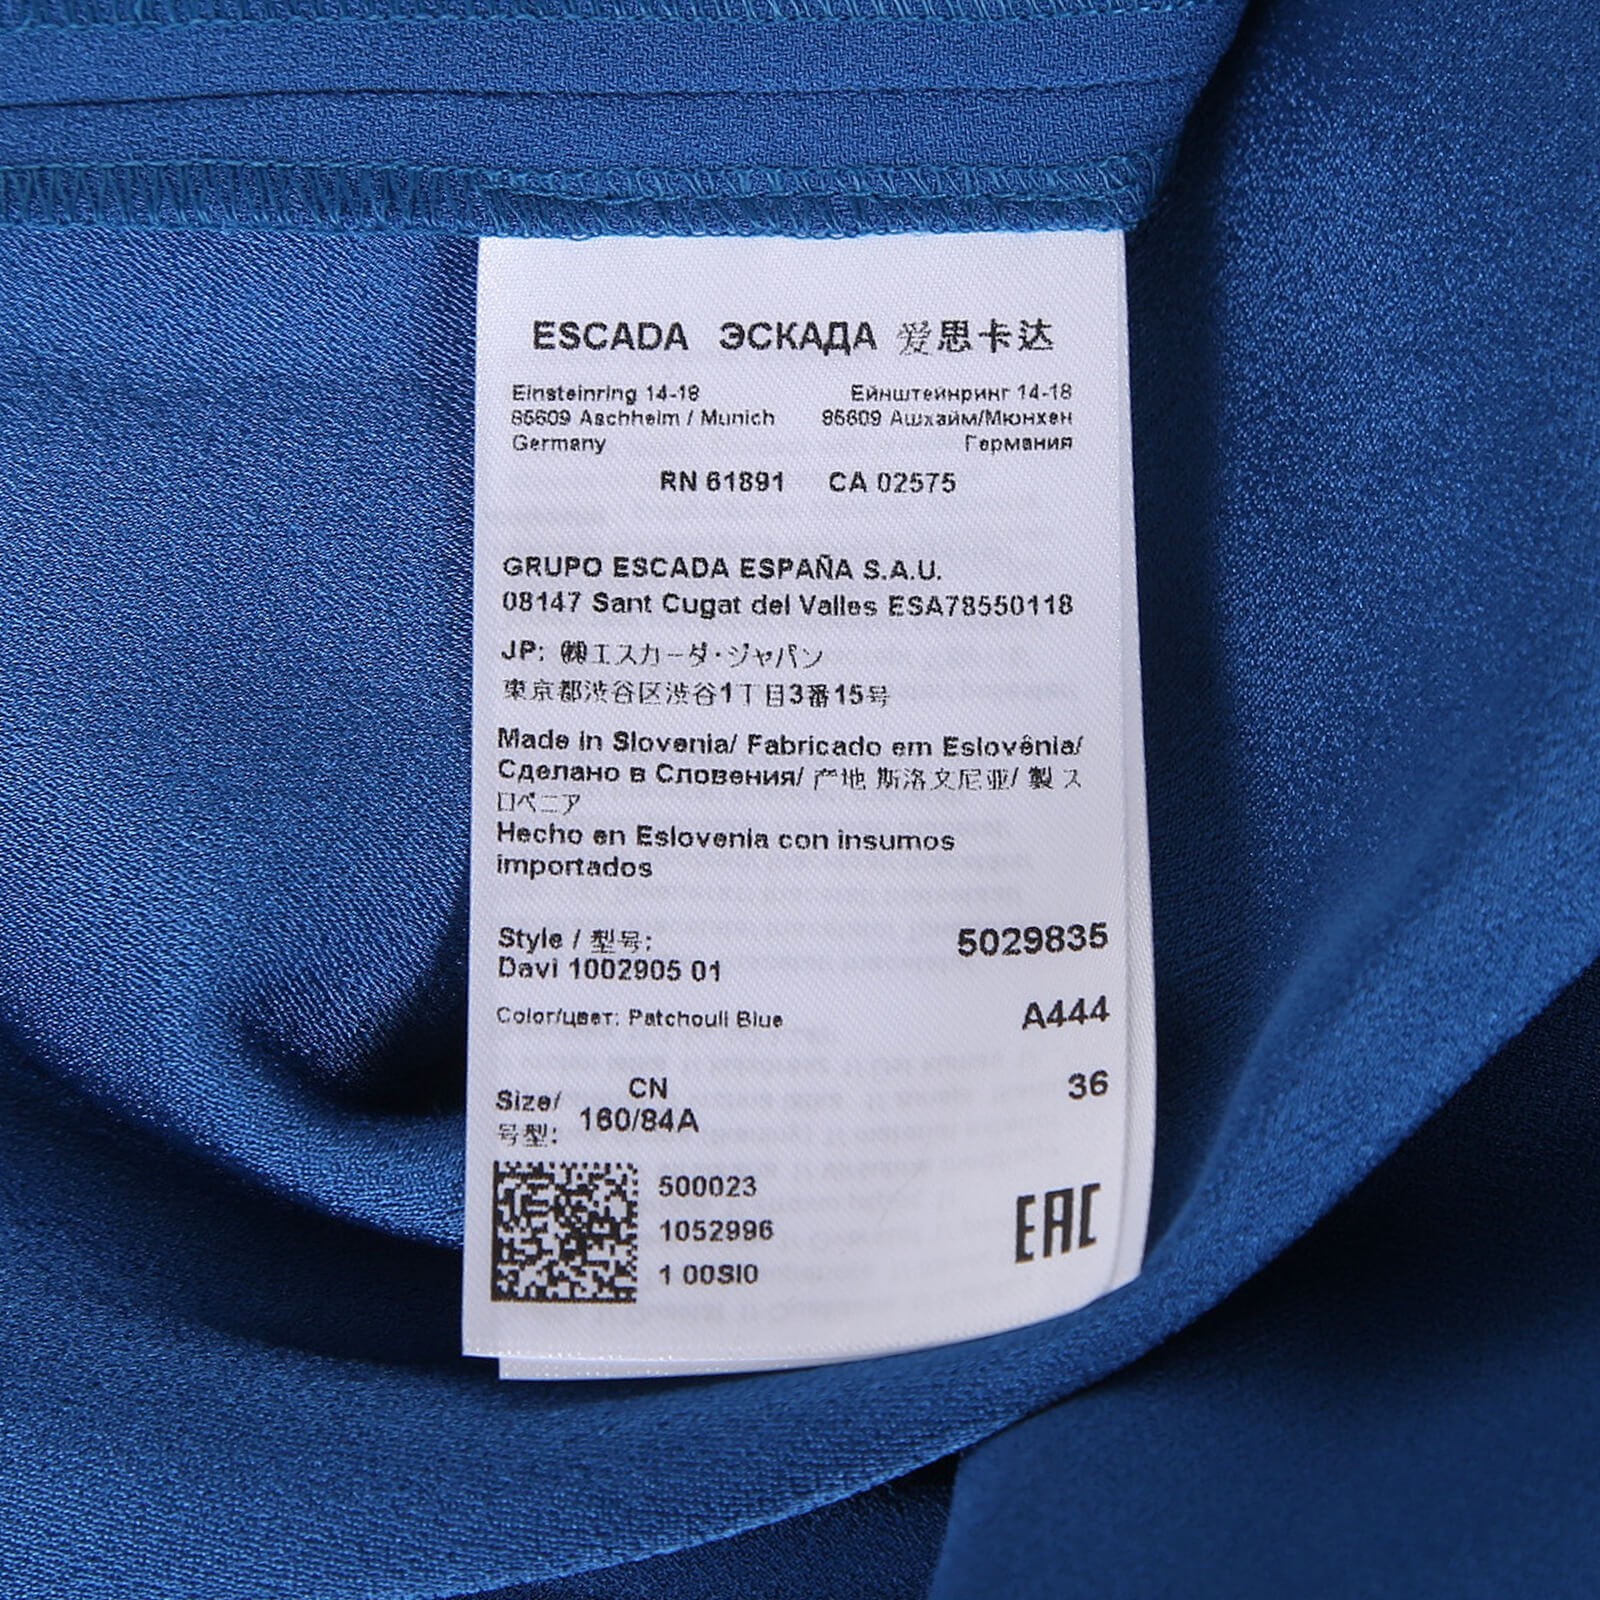 ESCADA ЭСКАДА 爱思卡达
Einsteinring 14-18 Ейнштейнринг 14-18
85609 Aschheim / Munich 85609 Ашхайм/Мюнхен
Germany Германия
RN 61891 CA 02575
GRUPO ESCADA ESPAÑA S.A.U.
08147 Sant Cugat del Valles ESA78550118
JP: ㈱エスカーダ・ジャパン
東京都渋谷区渋谷1丁目3番15号
Made in Slovenia/ Fabricado em Eslovênia/
Сделано в Словения/ 产地 斯洛文尼亚/ 製 ス
ロベニア
Hecho en Eslovenia con insumos
importados
Style / 型号: 5029835
Davi 1002905 01
Color/цвет: Patchouli Blue A444
Size/ CN 36
号型: 160/84A
500023
1052996
1 00SI0
EAC